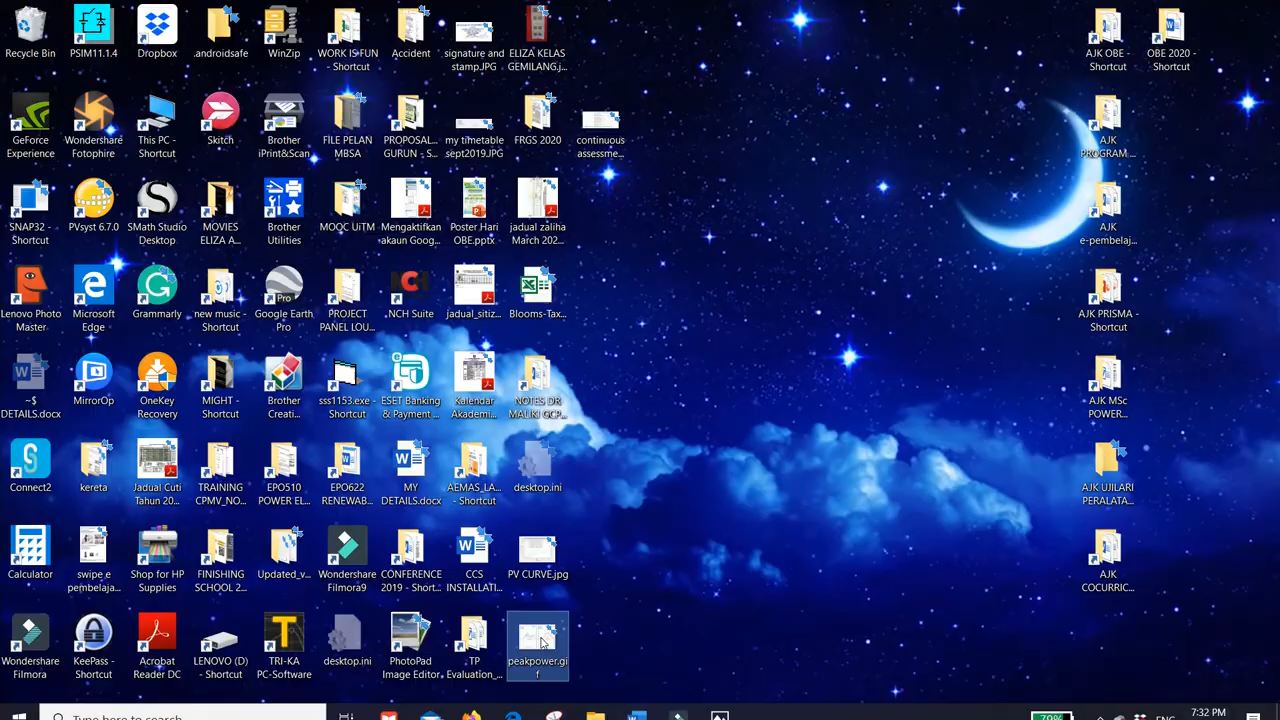 Recycle Bin
PSIM11.1.4
Dropbox
.androidsafe
WinZip
WORK IS FUN
- Shortcut
Accident
signature and
stamp.JPG
ELIZA KELAS
GEMILANG.j...
AJK OBE -
Shortcut
OBE 2020 -
Shortcut
GeForce
Experience
Wondershare
Fotophire
This PC -
Shortcut
Skitch
Brother
iPrint&Scan
FILE PELAN
MBSA
PROPOSAL...
GURUN - S...
my timetable
sept2019.JPG
FRGS 2020
continuous
assessme...
AJK
PROGRAM ...
SNAP32 -
Shortcut
PVsyst 6.7.0
SMath Studio
Desktop
MOVIES
ELIZA A...
Brother
Utilities
MOOC UiTM
Mengaktifkan
akaun Goog...
Poster Hari
OBE.pptx
jadual zaliha
March 202...
AJK
e-pembelaj...
Lenovo Photo
Master
Microsoft
Edge
Grammarly
new music -
Shortcut
Pro
Google Earth
Pro
PROJECT
PANEL LOU...
NCH
NCH Suite
jadual_sitiz...
Blooms-Tax...
AJK PRISMA -
Shortcut
~$
DETAILS.docx
MirrorOp
OneKey
Recovery
MIGHT -
Shortcut
Brother
Creati...
sss1153.exe -
Shortcut
ESET Banking
& Payment ...
Kalendar
Akademi...
NOTES DR
MALIKI GCP...
AJK MSc
POWER...
Connect2
kereta
Jadual Cuti
Tahun 20...
TRAINING
CPMV_NO...
EPO510
POWER EL...
EPO622
RENEWAB...
MY
DETAILS.docx
AEMAS_LA...
- Shortcut
desktop.ini
AJK UJILARI
PERALATA...
Calculator
swipe e
pembelaja...
Shop for HP
Supplies
FINISHING
SCHOOL 2...
Updated_v...
Wondershare
Filmora9
CONFERENCE
2019 - Short...
CCS
INSTALLATI...
PV CURVE.jpg
AJK
COCURRIC...
Wondershare
Filmora
KeePass -
Shortcut
Acrobat
Reader DC
LENOVO (D)
- Shortcut
TRI-KA
PC-Software
desktop.ini
PhotoPad
Image Editor
TP
Evaluation_...
peakpower.gi
f
Type here to search
79%
ENG
7:32 PM